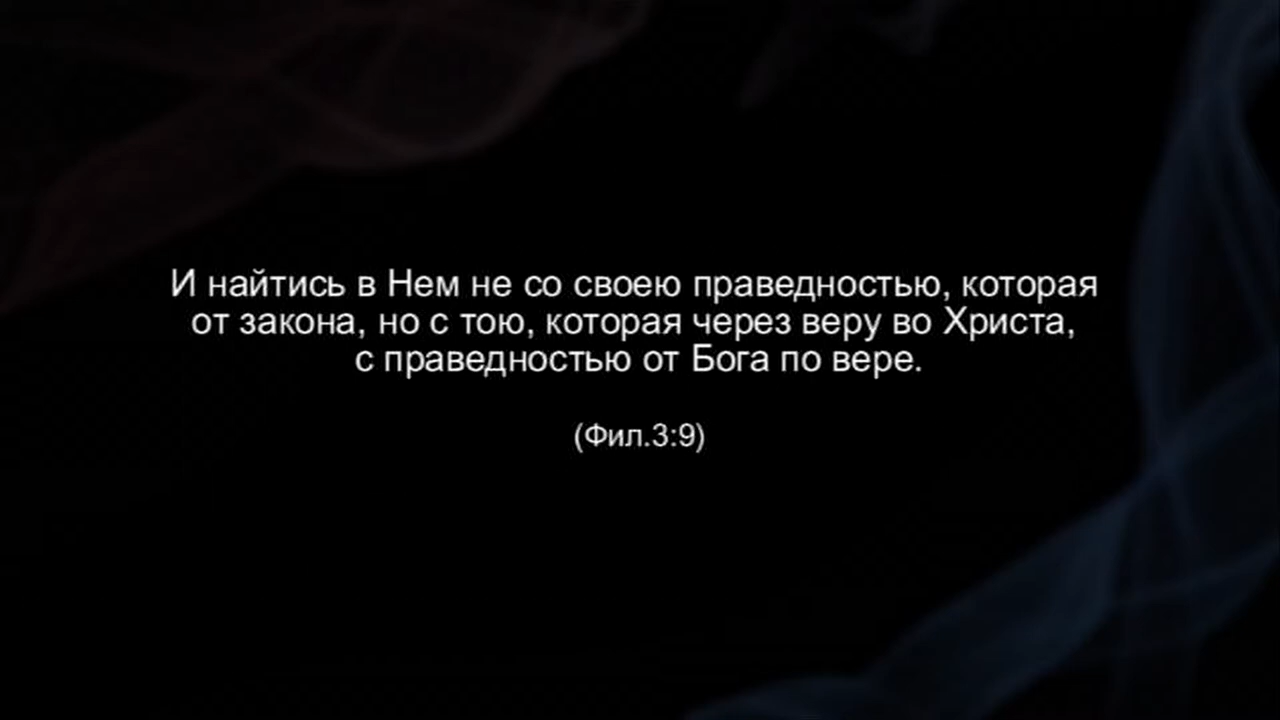 И найтись в Нем не со своею праведностью, которая
от закона, но с тою, которая через веру во Христа,
с праведностью от Бога по вере.
(Фил.3:9)